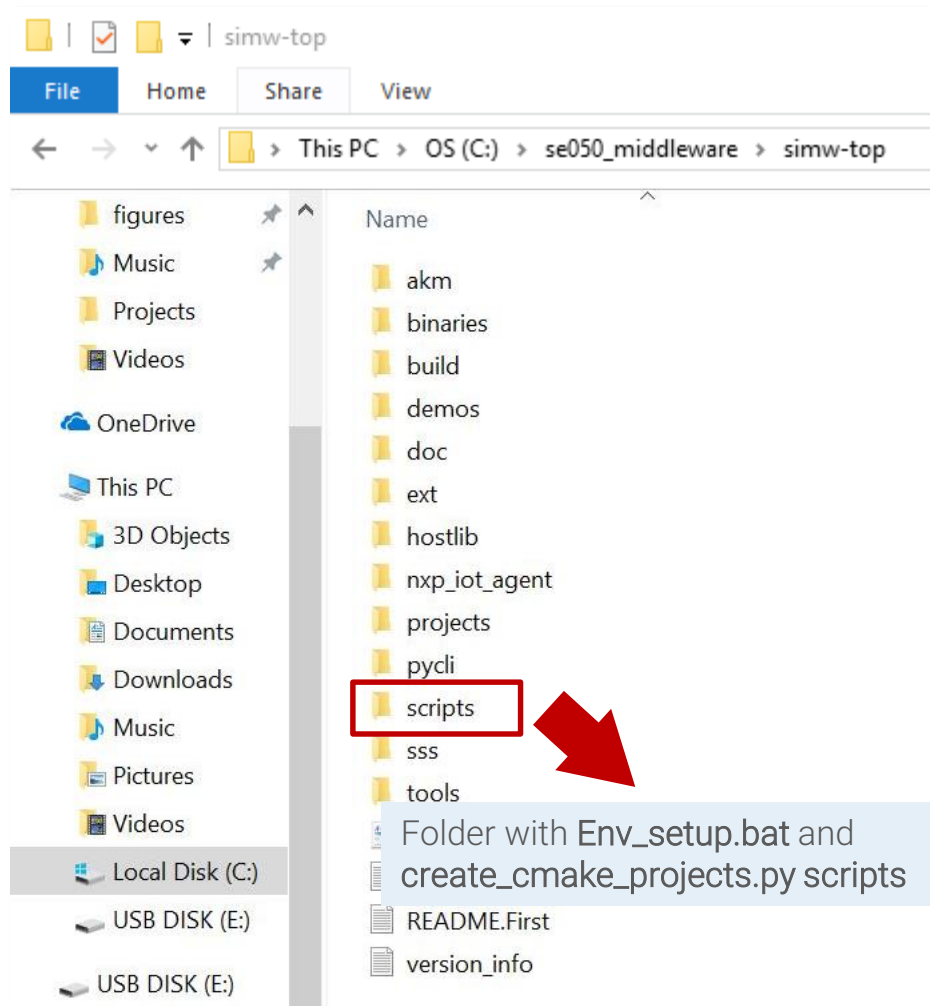 simw-top
File Home Share View
This PC > OS (C:) > se050_middleware > simw-top
figures
Music
Projects
Videos
OneDrive
This PC
3D Objects
Desktop
Documents
Downloads
Music
Pictures
Videos
Local Disk (C:)
USB DISK (E:)
USB DISK (E:)
Name
akm
binaries
build
demos
doc
ext
hostlib
nxp_iot_agent
projects
pycli
scripts
sss
tools
Folder with Env_setup.bat and
create_cmake_projects.py scripts
README.First
version_info